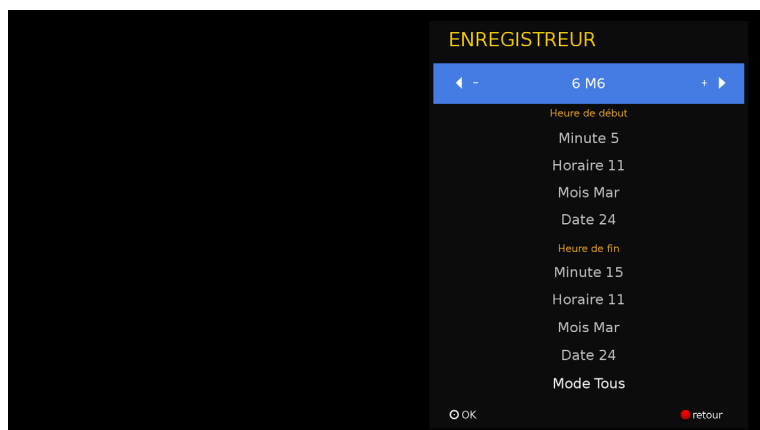 ENREGISTREUR
– 6 M6 +
Heure de début
Minute 5
Horaire 11
Mois Mar
Date 24
Heure de fin
Minute 15
Horaire 11
Mois Mar
Date 24
Mode Tous
OK retour